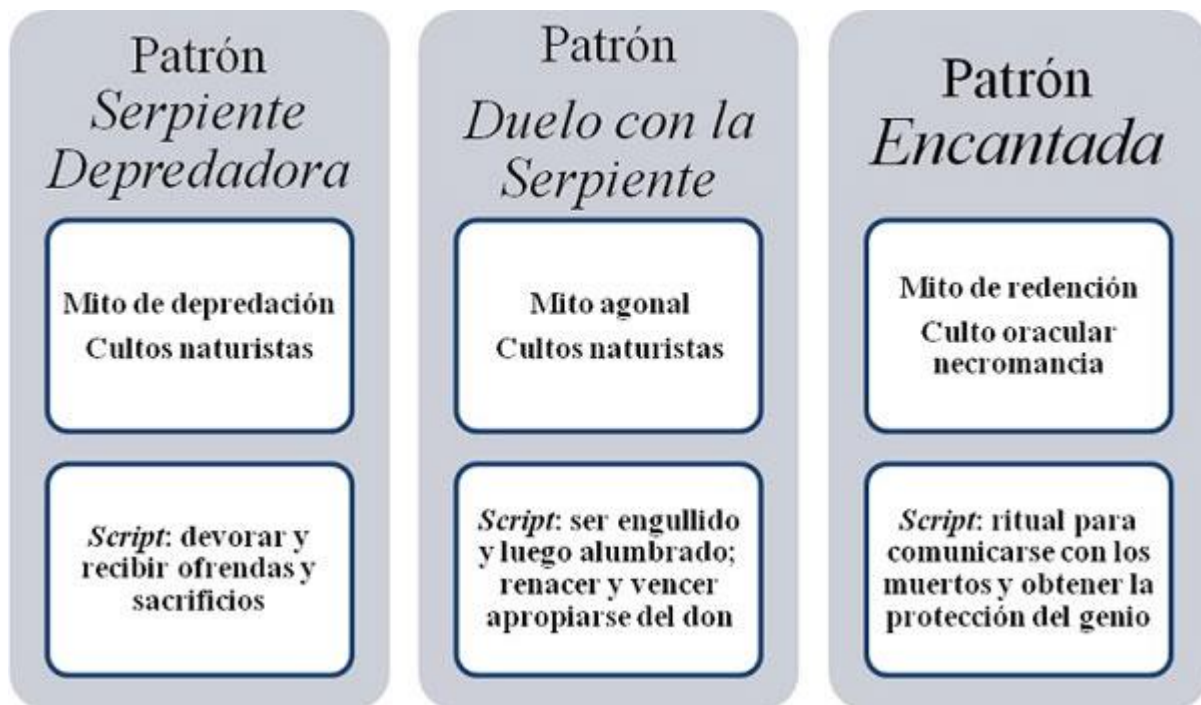 Patrón
Serpiente
Depredadora
Mito de depredación
Cultos naturistas
Script: devorar y
recibir ofrendas y
sacrificios
Patrón
Duelo con la
Serpiente
Mito agonal
Cultos naturistas
Script: ser engullido
y luego alumbrado;
renacer y vencer
apropiarse del don
Patrón
Encantada
Mito de redención
Culto oracular
necromancia
Script: ritual para
comunicarse con los
muertos y obtener la
protección del genio